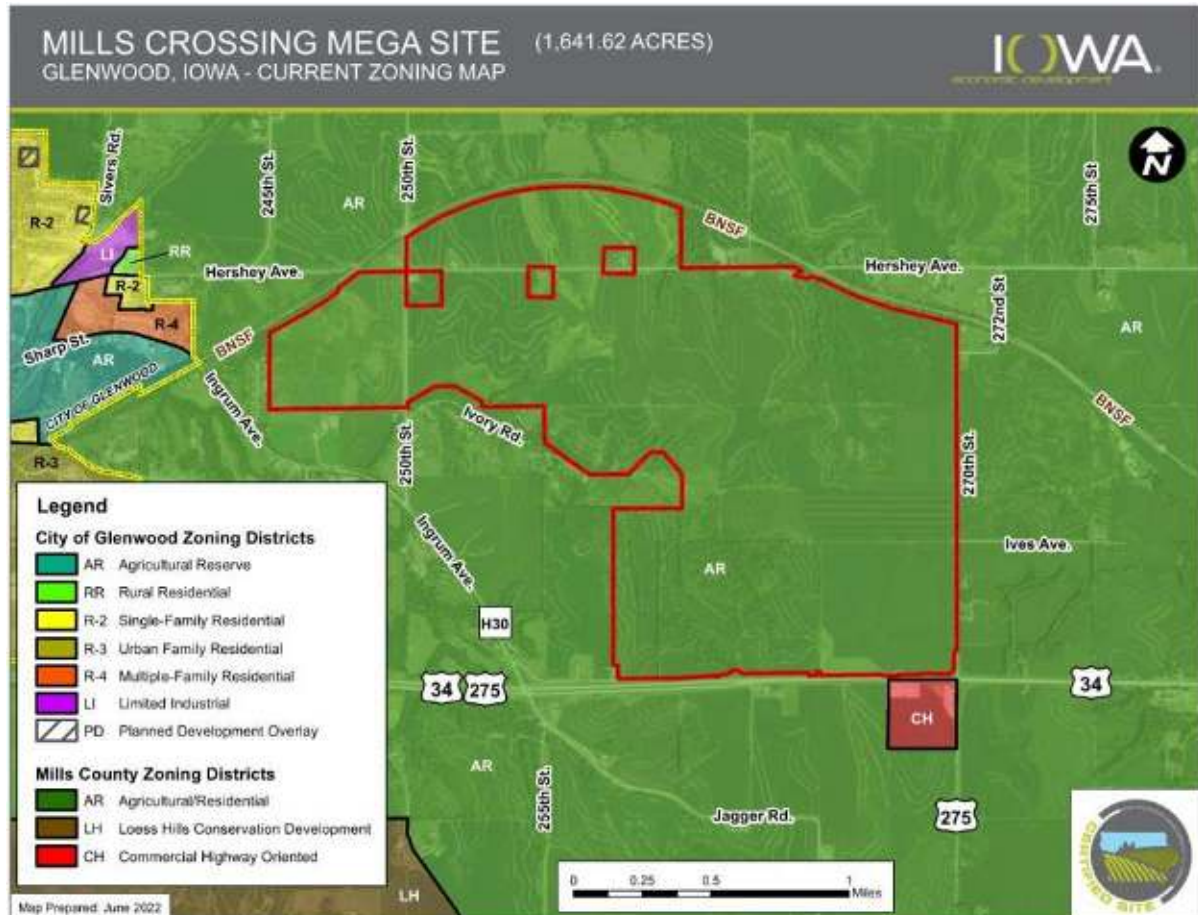 MILLS CROSSING MEGA SITE (1,641.62 ACRES)
GLENWOOD, IOWA - CURRENT ZONING MAP
IOWA
economic development
N
Sivers Rd.
245th St.
250th St.
275th St.
R-2
AR
BNSF
LI
RR
Hershey Ave.
Hershey Ave.
R-2
272nd St
R-4
AR
Sharp St.
AR
BNSF
CITY OF GLENWOOD
Ingrum Ave.
BNSF
Ivory Rd.
R-3
250th St.
270th St.
Ingrum Ave.
Ives Ave.
AR
H30
34
275
34
CH
AR
255th St.
Jagger Rd.
275
LH
Legend
City of Glenwood Zoning Districts
AR Agricultural Reserve
RR Rural Residential
R-2 Single-Family Residential
R-3 Urban Family Residential
R-4 Multiple-Family Residential
LI Limited Industrial
PD Planned Development Overlay
Mills County Zoning Districts
AR Agricultural/Residential
LH Loess Hills Conservation Development
CH Commercial Highway Oriented
0 0.25 0.5 1
Miles
CERTIFIED SITE
Map Prepared: June 2022